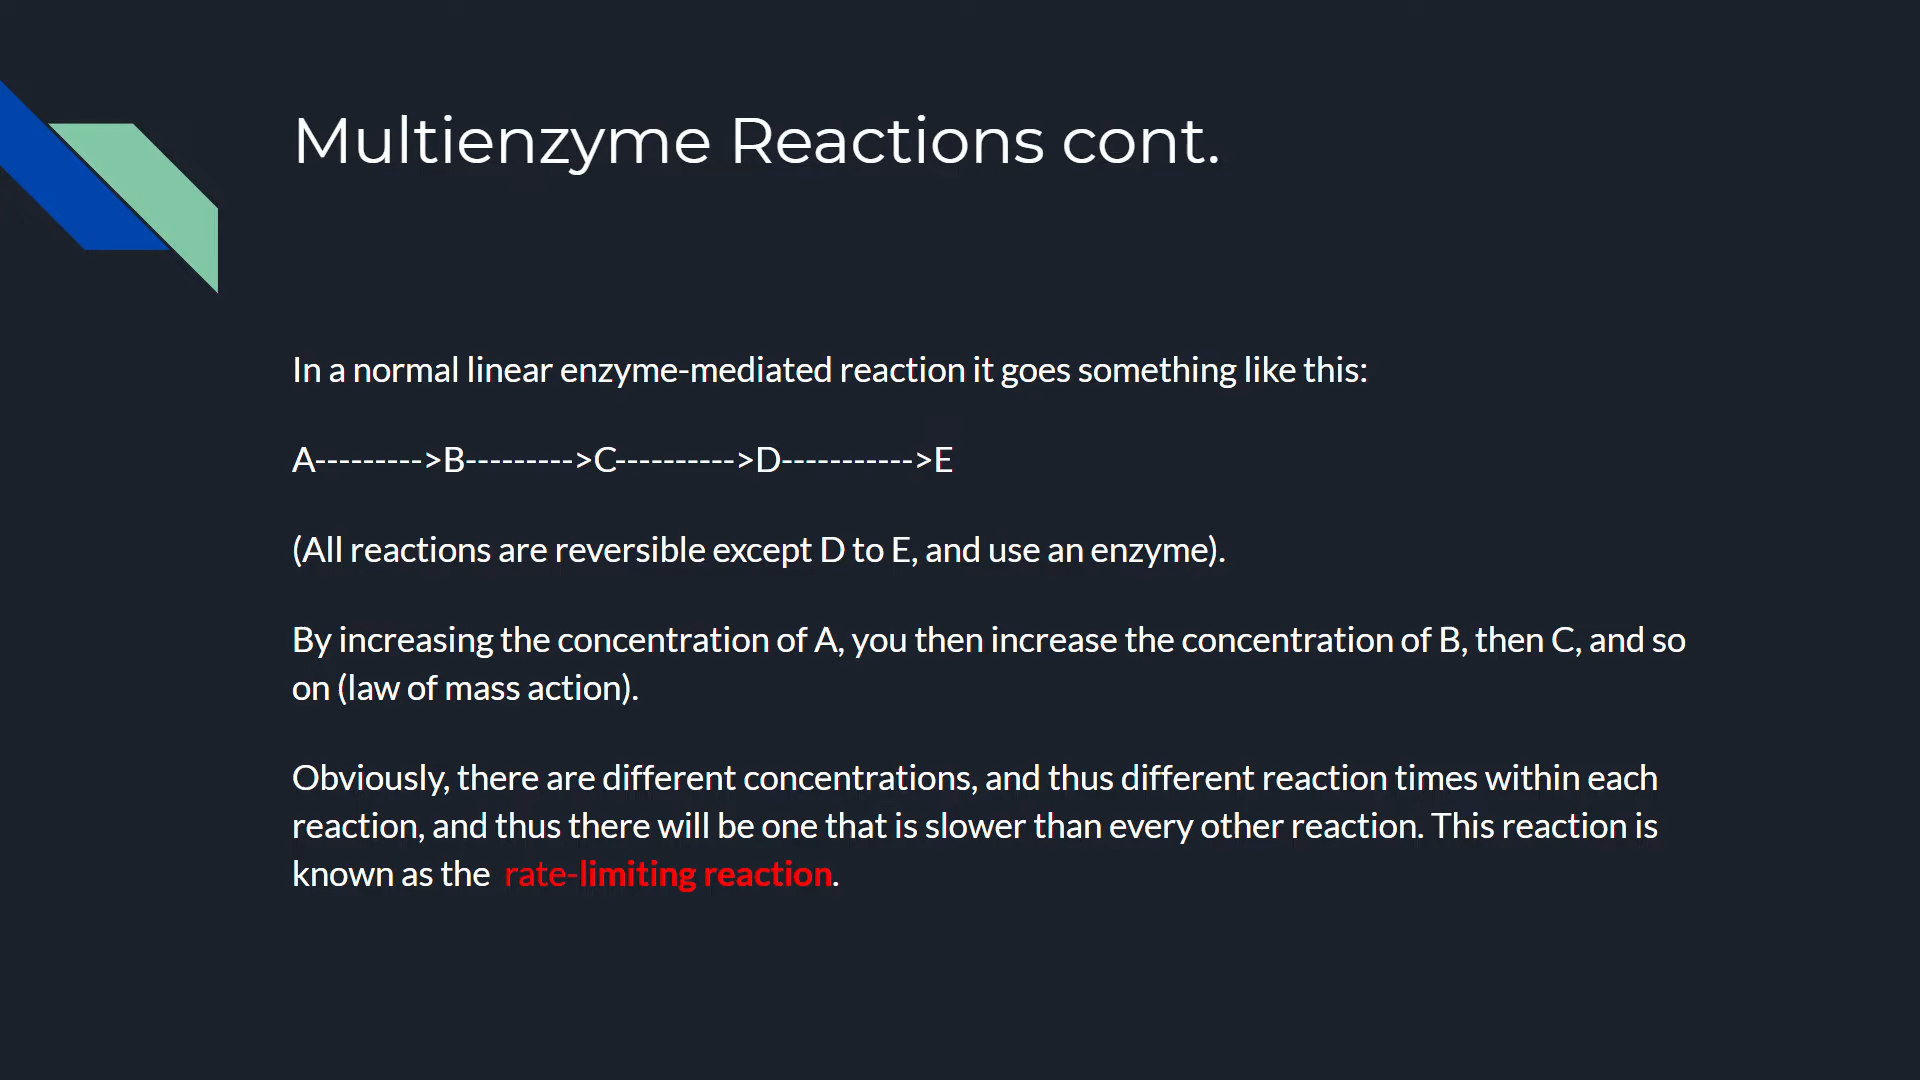 Multienzyme Reactions cont.
In a normal linear enzyme-mediated reaction it goes something like this:
A--------->B--------->C---------->D----------->E
(All reactions are reversible except D to E, and use an enzyme).
By increasing the concentration of A, you then increase the concentration of B, then C, and so
on (law of mass action).
Obviously, there are different concentrations, and thus different reaction times within each
reaction, and thus there will be one that is slower than every other reaction. This reaction is
known as the  rate-limiting reaction.